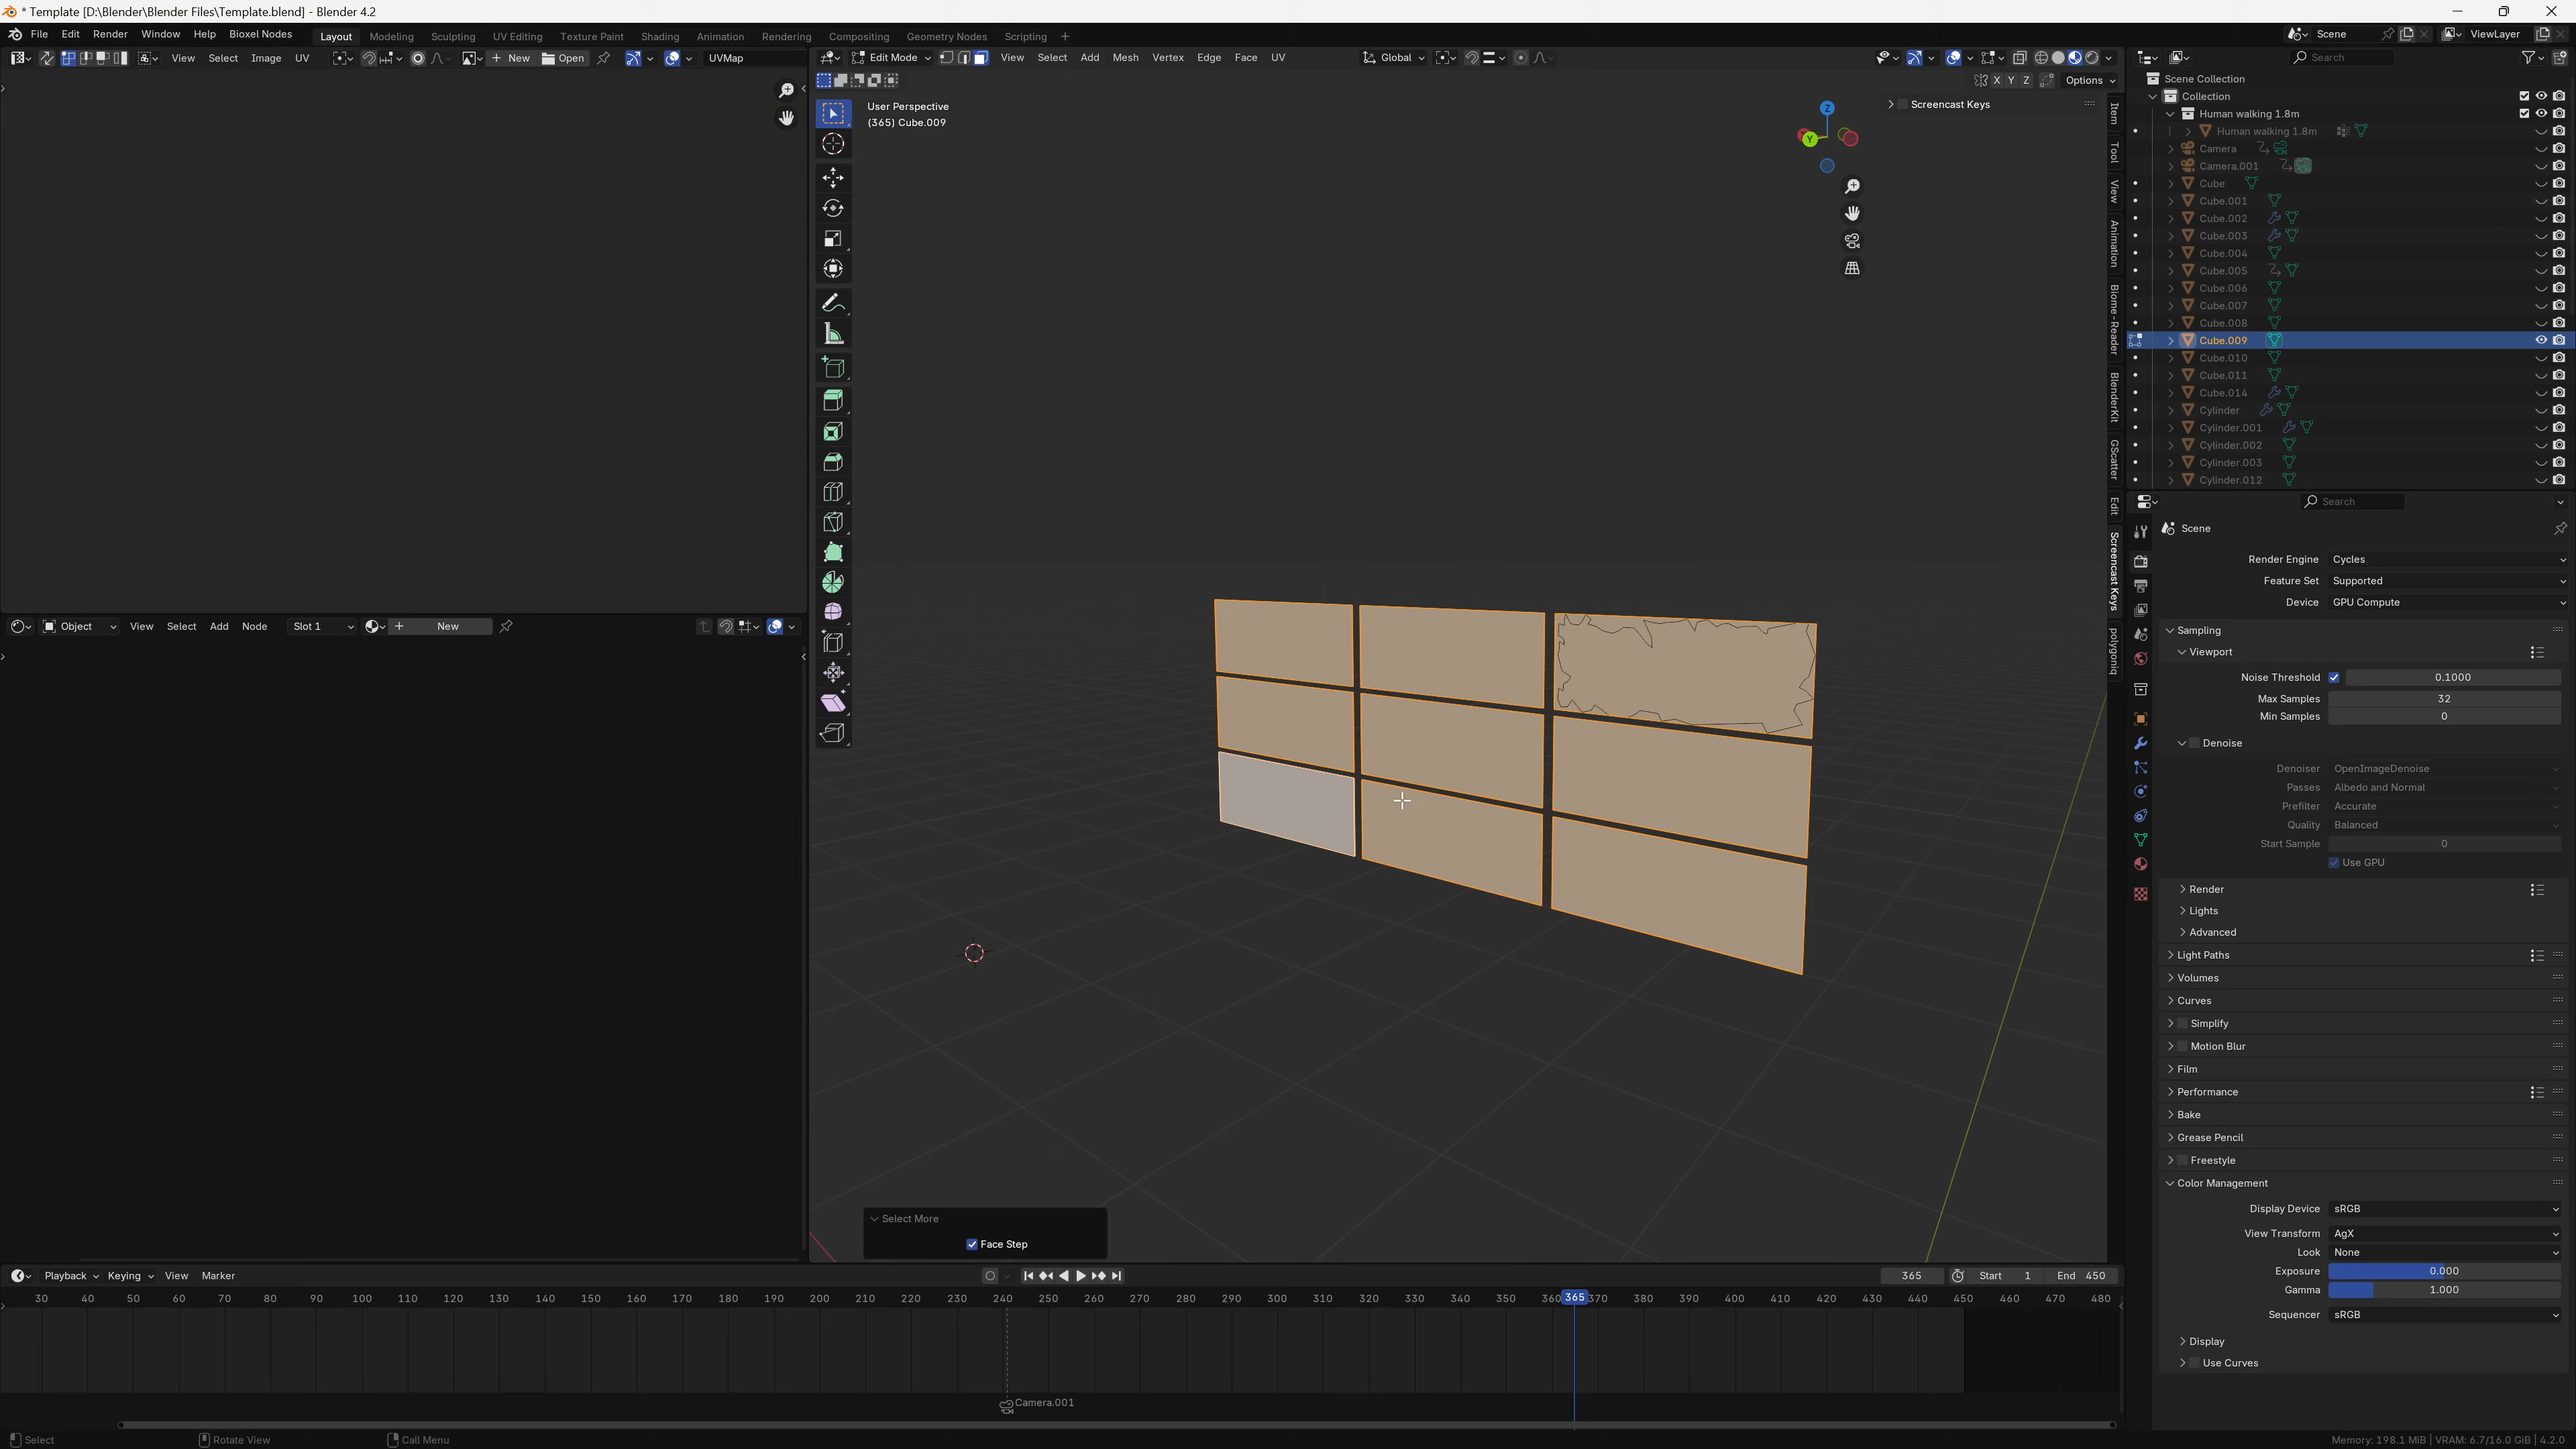 * Template [D:\Blender\Blender Files\Template.blend] - Blender 4.2
File Edit Render Window Help Bioxel Nodes Layout Modeling Sculpting UV Editing Texture Paint Shading Animation Rendering Compositing Geometry Nodes Scripting + Scene ViewLayer
View Select Image UV + New Open UVMap
Edit Mode View Select Add Mesh Vertex Edge Face UV Global
X Y Z Options
Search
User Perspective
(365) Cube.009
Screencast Keys
Z
Y
Item
Tool
View
Animation
Biome-Reader
BlenderKit
GScatter
Edit
Screencast Keys
polygoniq
Scene Collection
Collection
Human walking 1.8m
Human walking 1.8m
Camera
Camera.001
Cube
Cube.001
Cube.002
Cube.003
Cube.004
Cube.005
Cube.006
Cube.007
Cube.008
Cube.009
Cube.010
Cube.011
Cube.014
Cylinder
Cylinder.001
Cylinder.002
Cylinder.003
Cylinder.012
Search
Scene
Render Engine Cycles
Feature Set Supported
Device GPU Compute
Sampling
Viewport
Noise Threshold 0.1000
Max Samples 32
Min Samples 0
Denoise
Denoiser OpenImageDenoise
Passes Albedo and Normal
Prefilter Accurate
Quality Balanced
Start Sample 0
Use GPU
Render
Lights
Advanced
Light Paths
Volumes
Curves
Simplify
Motion Blur
Film
Performance
Bake
Grease Pencil
Freestyle
Color Management
Display Device sRGB
View Transform AgX
Look None
Exposure 0.000
Gamma 1.000
Sequencer sRGB
Display
Use Curves
Object View Select Add Node Slot 1 + New
Select More
Face Step
Playback Keying View Marker 365 Start 1 End 450
30 40 50 60 70 80 90 100 110 120 130 140 150 160 170 180 190 200 210 220 230 240 250 260 270 280 290 300 310 320 330 340 350 360 365 370 380 390 400 410 420 430 440 450 460 470 480
Camera.001
Select Rotate View Call Menu
Memory: 198.1 MiB | VRAM: 6.7/16.0 GiB | 4.2.0